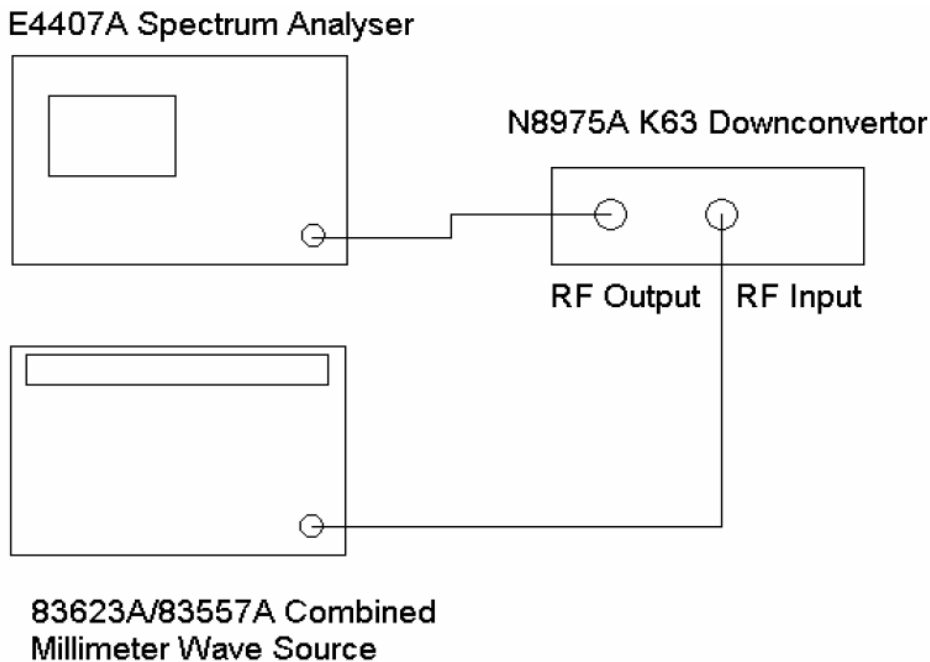 E4407A Spectrum Analyser
N8975A K63 Downconvertor
RF Output
RF Input
83623A/83557A Combined
Millimeter Wave Source